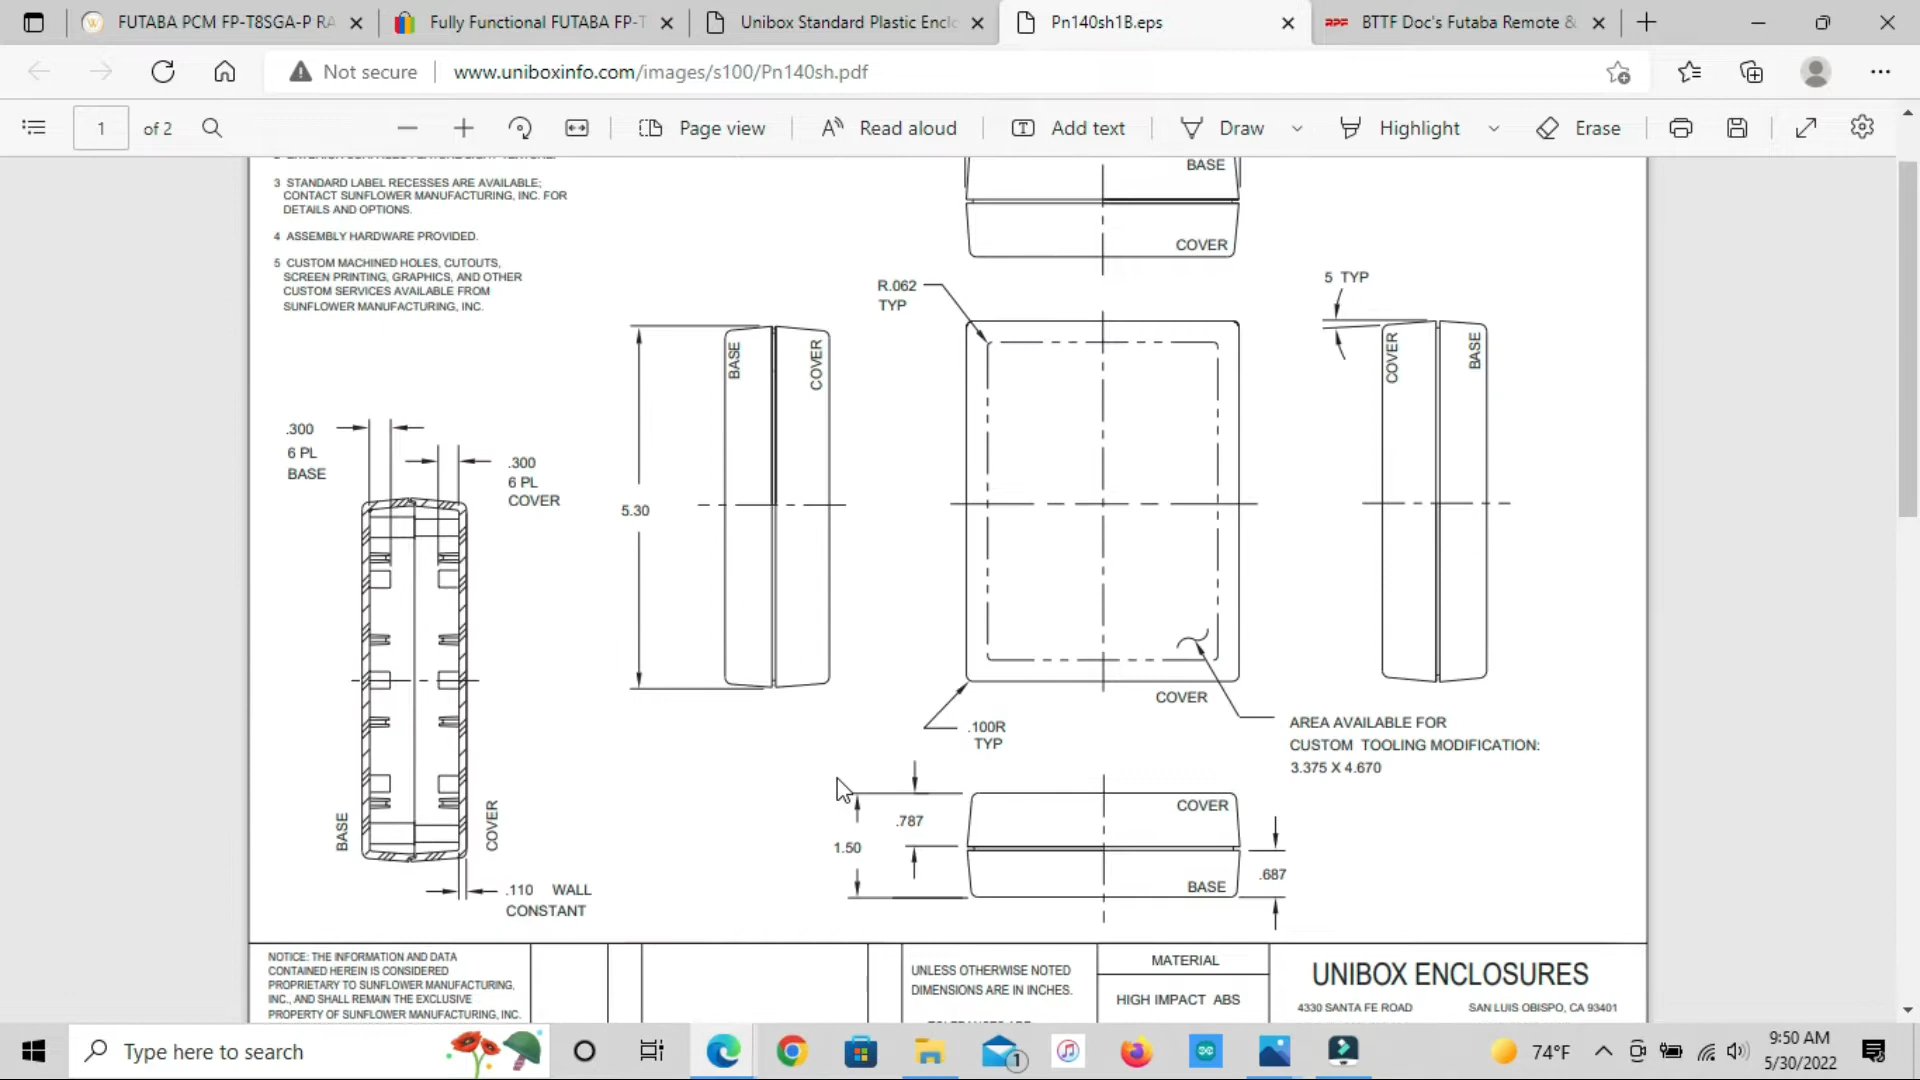 FUTABA PCM FP-T8SGA-P RA
Fully Functional FUTABA FP-T
Unibox Standard Plastic Encl
Pn140sh1B.eps
RPF
BTTF Doc's Futaba Remote &
Not secure
www.uniboxinfo.com/images/s100/Pn140sh.pdf
1
of 2
Page view
Read aloud
Add text
Draw
Highlight
Erase
3 STANDARD LABEL RECESSES ARE AVAILABLE;
CONTACT SUNFLOWER MANUFACTURING, INC. FOR
DETAILS AND OPTIONS.
4 ASSEMBLY HARDWARE PROVIDED.
5 CUSTOM MACHINED HOLES, CUTOUTS,
SCREEN PRINTING, GRAPHICS, AND OTHER
CUSTOM SERVICES AVAILABLE FROM
SUNFLOWER MANUFACTURING, INC.
BASE
COVER
R.062
TYP
5 TYP
BASE
COVER
COVER
BASE
.300
6 PL
BASE
.300
6 PL
COVER
5.30
COVER
.100R
TYP
AREA AVAILABLE FOR
CUSTOM TOOLING MODIFICATION:
3.375 X 4.670
BASE
COVER
.787
1.50
COVER
BASE
.687
.110 WALL
CONSTANT
NOTICE: THE INFORMATION AND DATA
CONTAINED HEREIN IS CONSIDERED
PROPRIETARY TO SUNFLOWER MANUFACTURING,
INC., AND SHALL REMAIN THE EXCLUSIVE
PROPERTY OF SUNFLOWER MANUFACTURING, INC.
UNLESS OTHERWISE NOTED
DIMENSIONS ARE IN INCHES.
MATERIAL
HIGH IMPACT ABS
UNIBOX ENCLOSURES
4330 SANTA FE ROAD SAN LUIS OBISPO, CA 93401
Type here to search
1
74°F
9:50 AM
5/30/2022